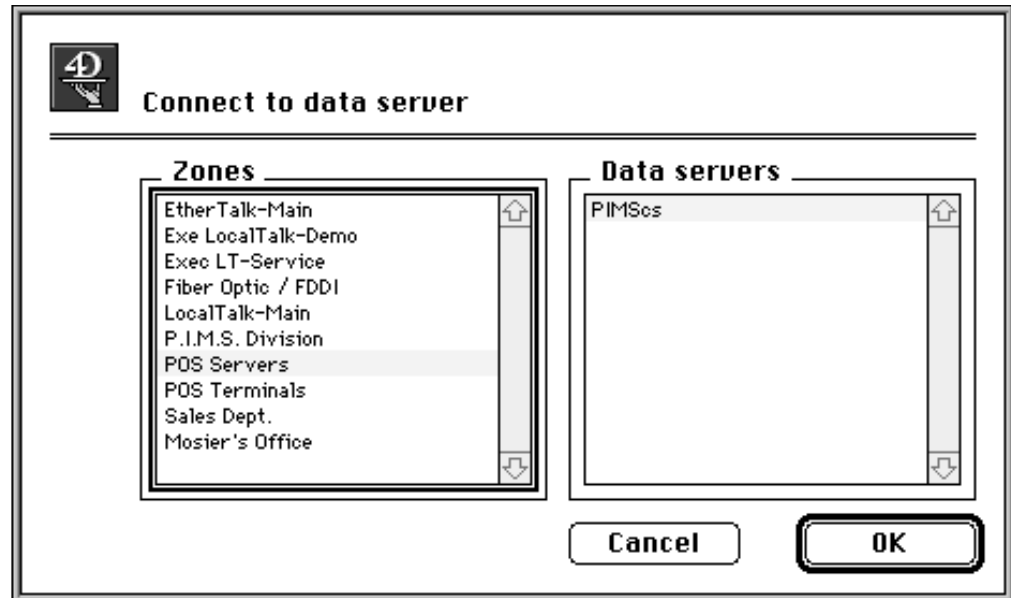 4D
Connect to data server
Zones
EtherTalk-Main
Exe LocalTalk-Demo
Exec LT-Service
Fiber Optic / FDDI
LocalTalk-Main
P.I.M.S. Division
POS Servers
POS Terminals
Sales Dept.
Mosier's Office
Data servers
PIMScs
Cancel
OK